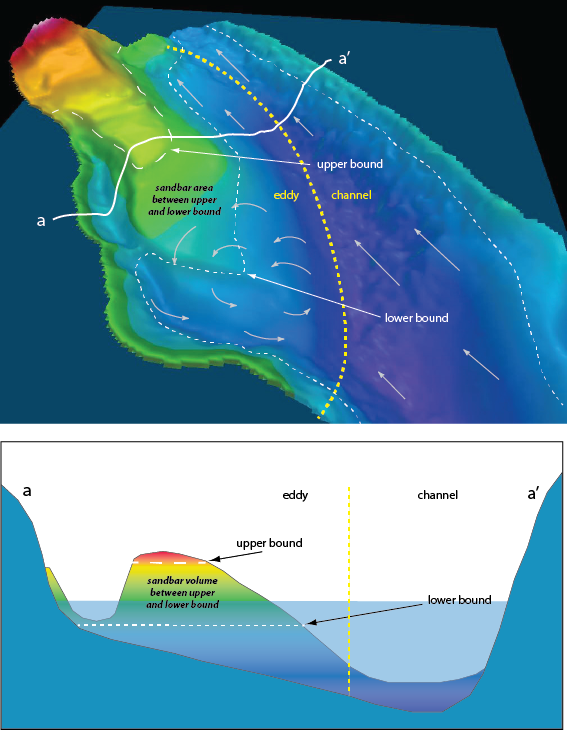 a′
upper bound
sandbar area
between upper
and lower bound
eddy channel
a
lower bound
a eddy channel a′
upper bound
sandbar volume
between upper
and lower bound
lower bound